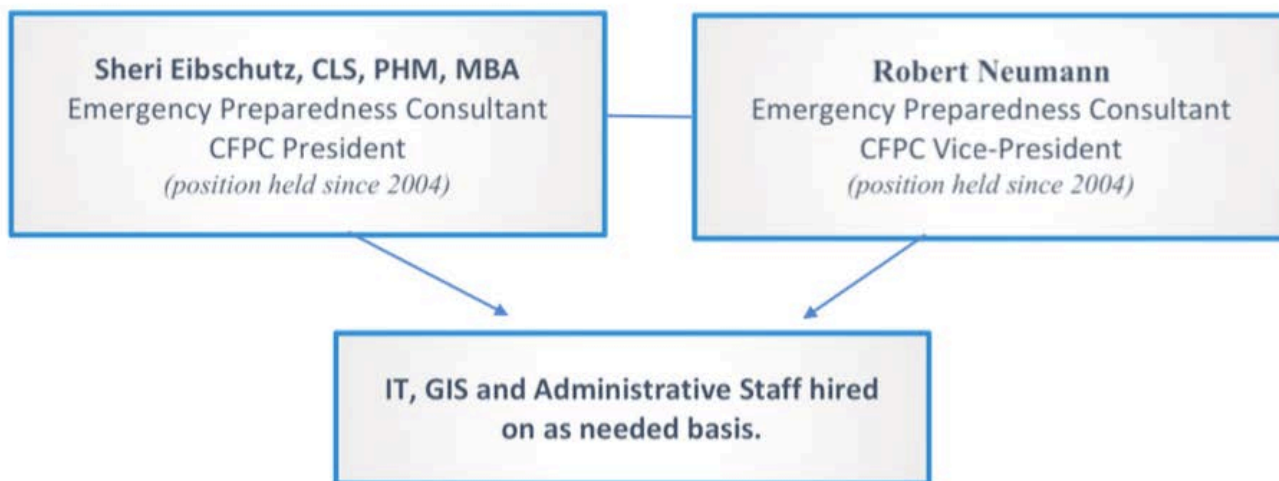 Sheri Eibschutz, CLS, PHM, MBA
Emergency Preparedness Consultant
CFPC President
(position held since 2004)
Robert Neumann
Emergency Preparedness Consultant
CFPC Vice-President
(position held since 2004)
IT, GIS and Administrative Staff hired
on as needed basis.